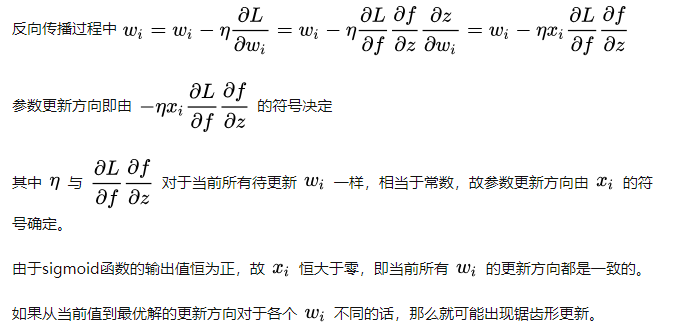 反向传播过程中 $w_i = w_i - \eta \frac{\partial L}{\partial w_i} = w_i - \eta \frac{\partial L}{\partial f} \frac{\partial f}{\partial z} \frac{\partial z}{\partial w_i} = w_i - \eta x_i \frac{\partial L}{\partial f} \frac{\partial f}{\partial z}$
参数更新方向即由 $-\eta x_i \frac{\partial L}{\partial f} \frac{\partial f}{\partial z}$ 的符号决定
其中 $\eta$ 与 $\frac{\partial L}{\partial f} \frac{\partial f}{\partial z}$ 对于当前所有待更新 $w_i$ 一样，相当于常数，故参数更新方向由 $x_i$ 的符
号确定。
由于sigmoid函数的输出值恒为正，故 $x_i$ 恒大于零，即当前所有 $w_i$ 的更新方向都是一致的。
如果从当前值到最优解的更新方向对于各个 $w_i$ 不同的话，那么就可能出现锯齿形更新。